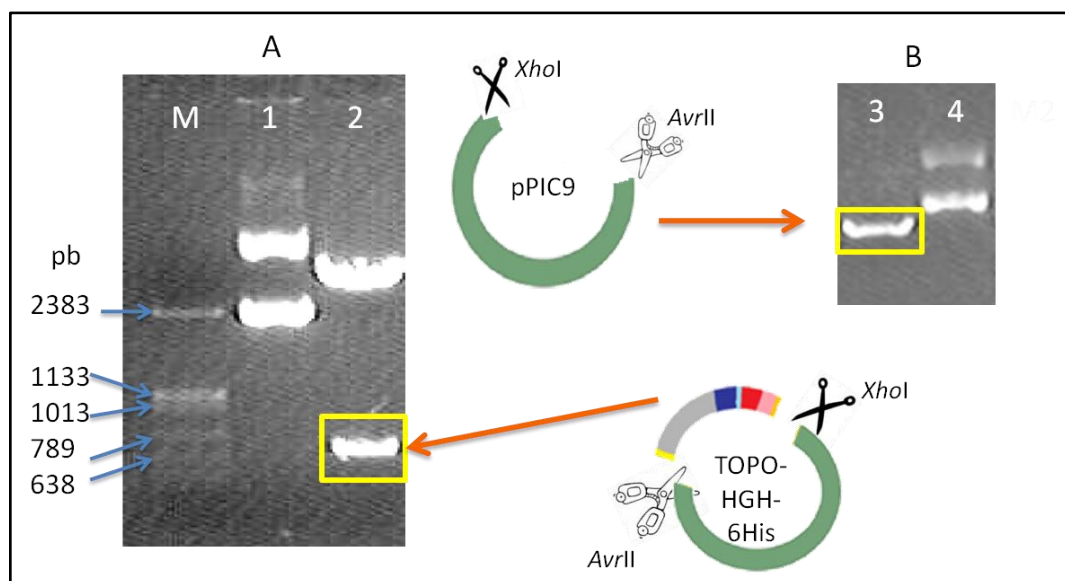 A
B
XhoI
AvrII
M 1 2
3 4
M2
pPIC9
pb
2383
1133
1013
789
638
XhoI
TOPO-
HGH-
6His
AvrII